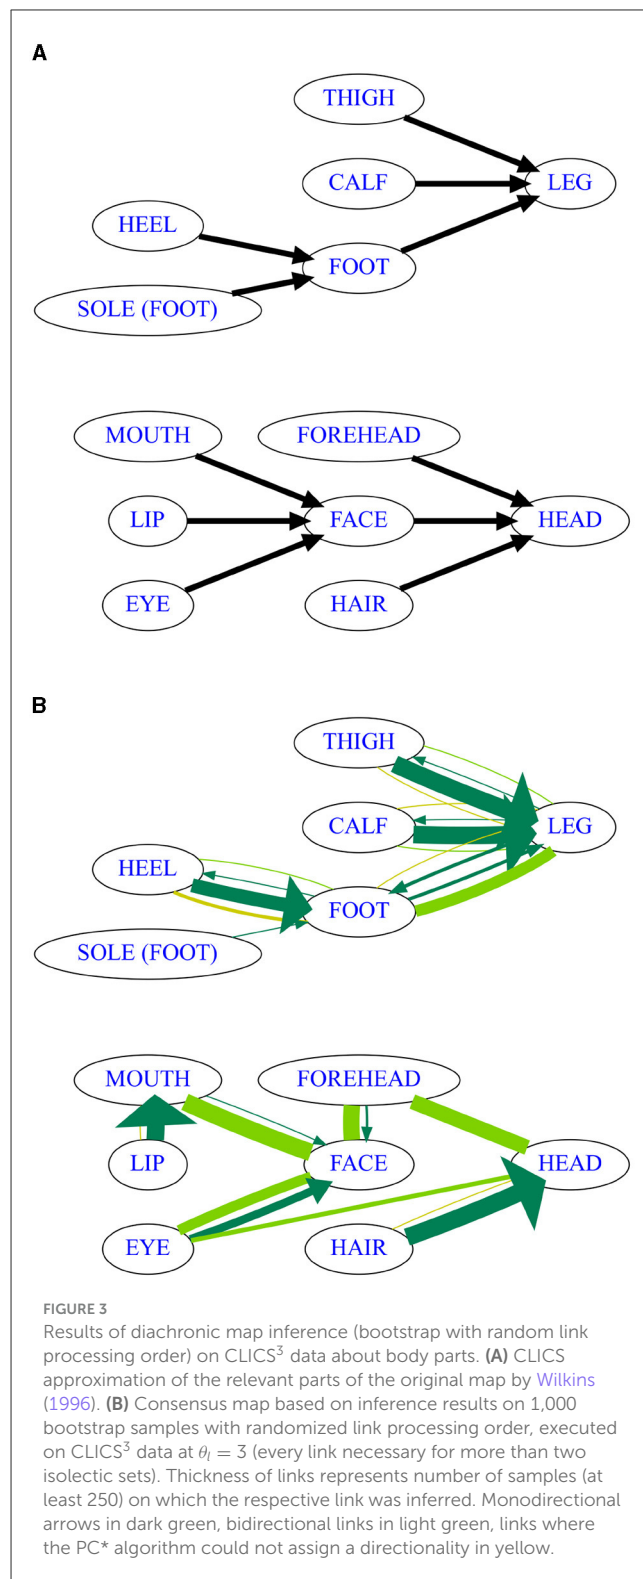 A
THIGH
CALF
LEG
HEEL
FOOT
SOLE (FOOT)
MOUTH
FOREHEAD
LIP
FACE
HEAD
EYE
HAIR
B
THIGH
CALF
LEG
HEEL
FOOT
SOLE (FOOT)
MOUTH
FOREHEAD
LIP
FACE
HEAD
EYE
HAIR
FIGURE 3
Results of diachronic map inference (bootstrap with random link
processing order) on CLICS³ data about body parts. (A) CLICS
approximation of the relevant parts of the original map by Wilkins
(1996). (B) Consensus map based on inference results on 1,000
bootstrap samples with randomized link processing order, executed
on CLICS³ data at θₗ = 3 (every link necessary for more than two
isolectic sets). Thickness of links represents number of samples (at
least 250) on which the respective link was inferred. Monodirectional
arrows in dark green, bidirectional links in light green, links where
the PC* algorithm could not assign a directionality in yellow.